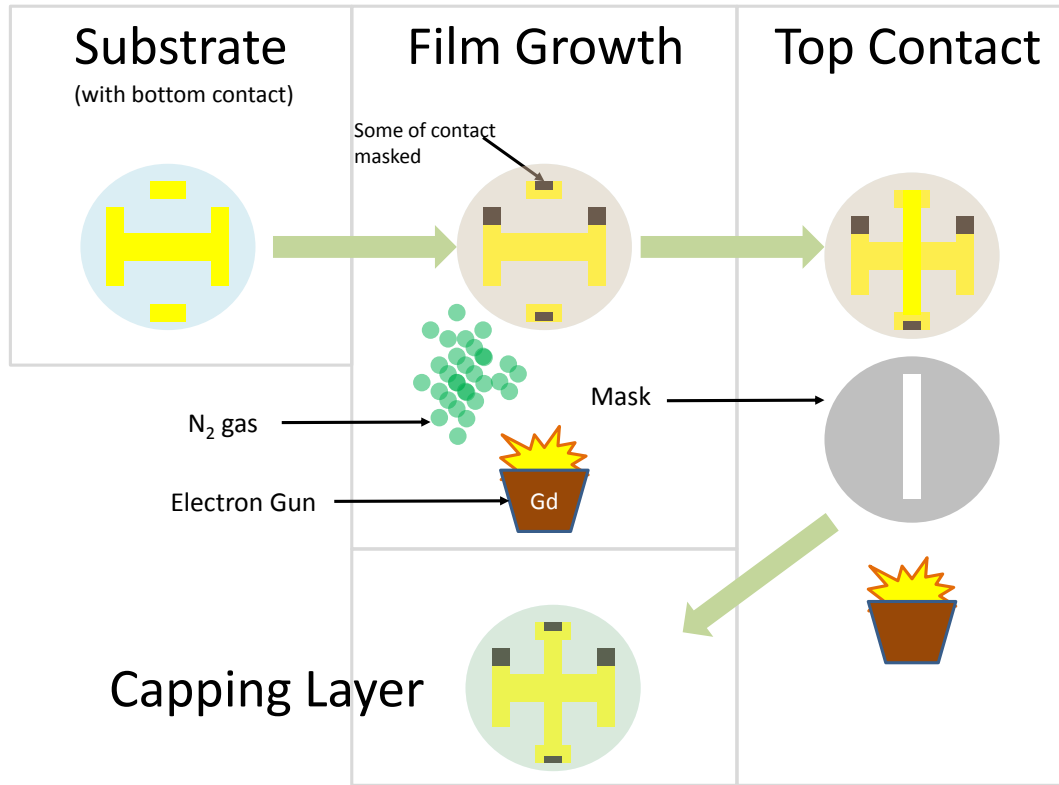 Substrate
(with bottom contact)
Film Growth
Some of contact
masked
Top Contact
N₂ gas
Electron Gun
Gd
Mask
Capping Layer